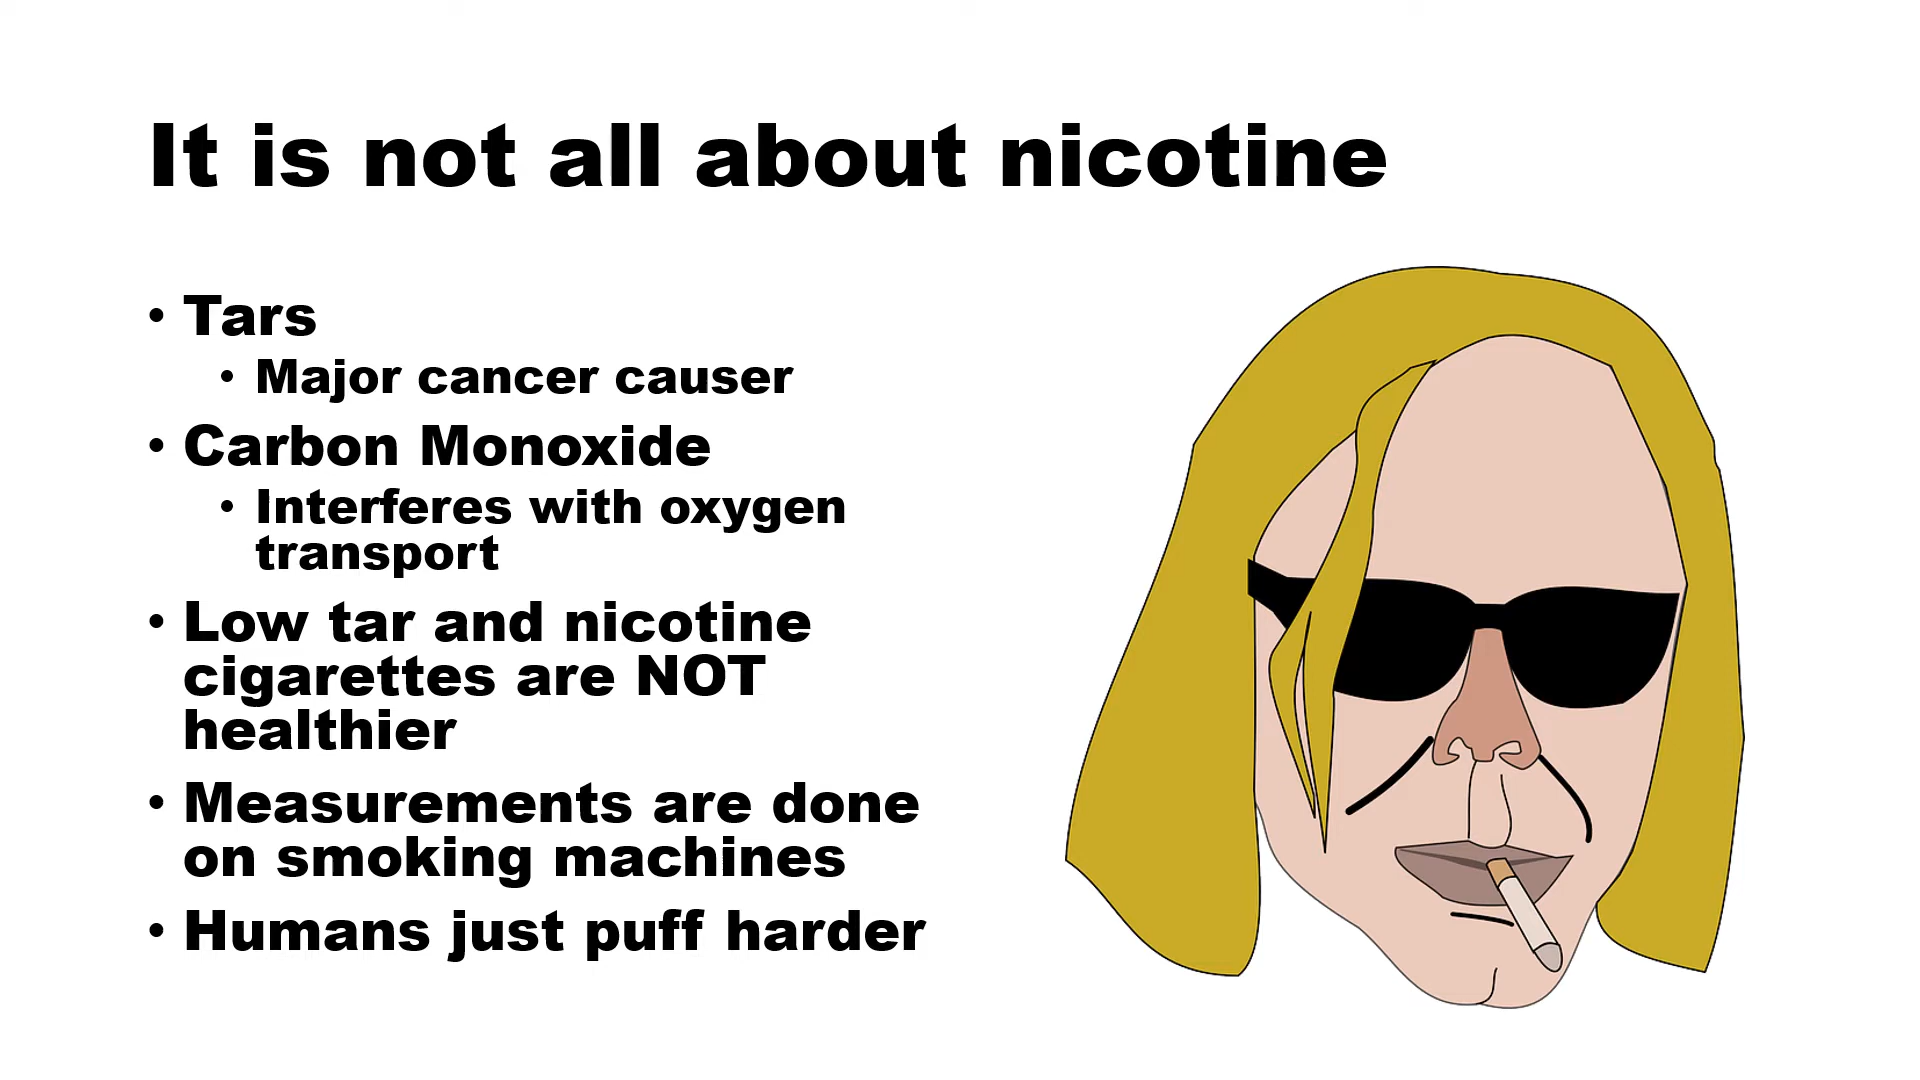 It is not all about nicotine
• Tars
• Major cancer causer
• Carbon Monoxide
• Interferes with oxygen
transport
• Low tar and nicotine
cigarettes are NOT
healthier
• Measurements are done
on smoking machines
• Humans just puff harder